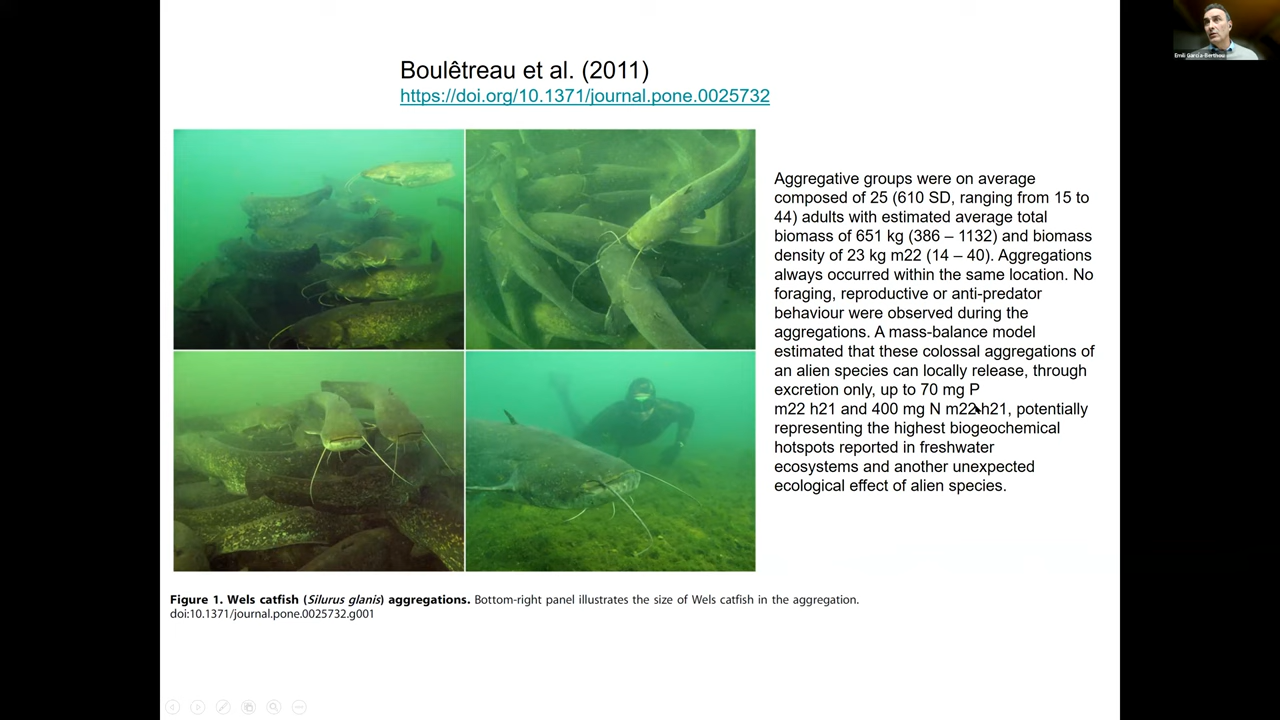 Boulêtreau et al. (2011)
https://doi.org/10.1371/journal.pone.0025732
Emili García-Berthou
Aggregative groups were on average
composed of 25 (610 SD, ranging from 15 to
44) adults with estimated average total
biomass of 651 kg (386 – 1132) and biomass
density of 23 kg m22 (14 – 40). Aggregations
always occurred within the same location. No
foraging, reproductive or anti-predator
behaviour were observed during the
aggregations. A mass-balance model
estimated that these colossal aggregations of
an alien species can locally release, through
excretion only, up to 70 mg P
m22 h21 and 400 mg N m22 h21, potentially
representing the highest biogeochemical
hotspots reported in freshwater
ecosystems and another unexpected
ecological effect of alien species.
Figure 1. Wels catfish (Silurus glanis) aggregations. Bottom-right panel illustrates the size of Wels catfish in the aggregation.
doi:10.1371/journal.pone.0025732.g001